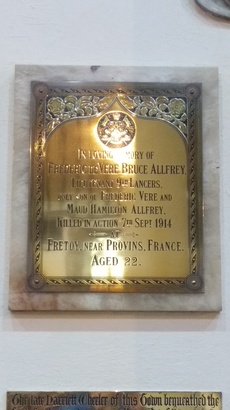 IN LOVING MEMORY OF
FREDERICK VERE BRUCE ALLFREY,
LIEUTENANT 9TH LANCERS,
ONLY SON OF FREDERIC VERE AND
MAUD HAMILTON ALLFREY,
KILLED IN ACTION 7TH SEPT 1914
AT
FRETOY, NEAR PROVINS, FRANCE.
AGED 22.
Harriett Wheeler of this Town bequeathed the